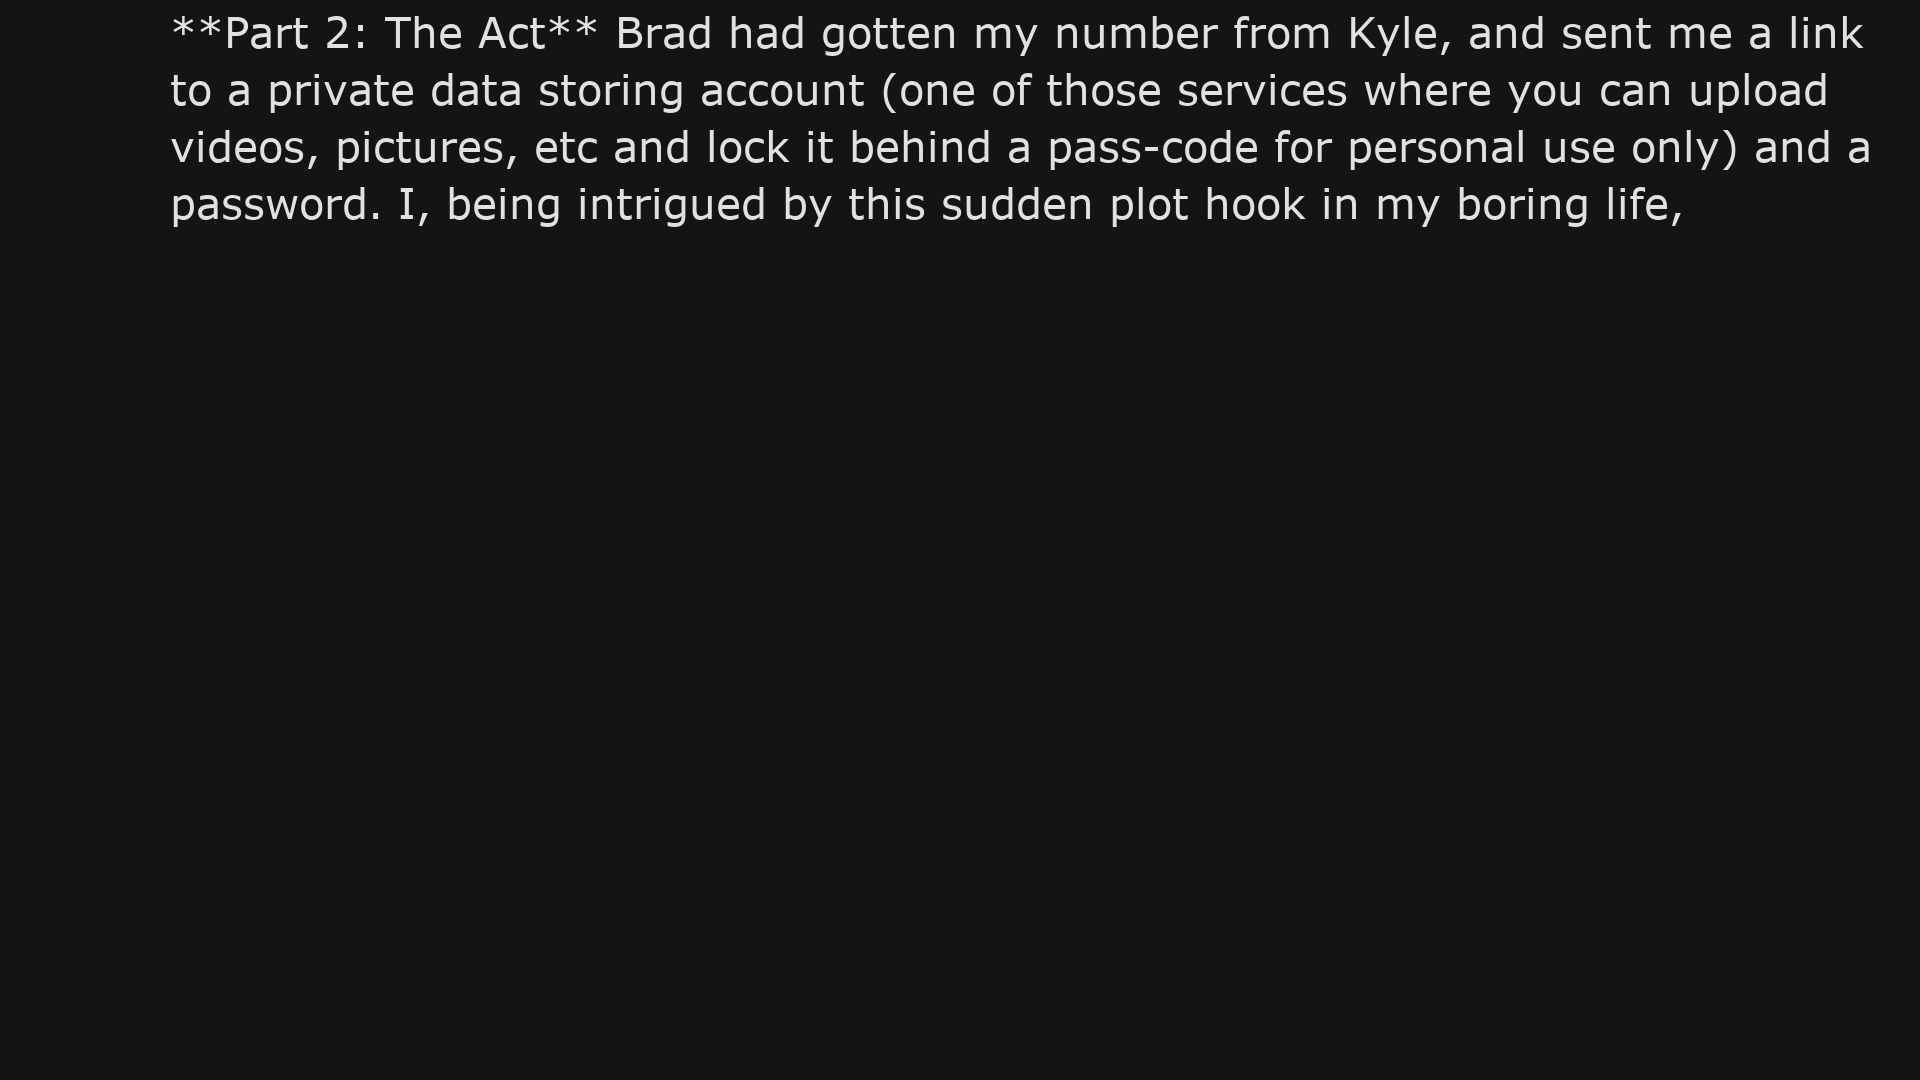 **Part 2: The Act** Brad had gotten my number from Kyle, and sent me a link
to a private data storing account (one of those services where you can upload
videos, pictures, etc and lock it behind a pass-code for personal use only) and a
password. I, being intrigued by this sudden plot hook in my boring life,